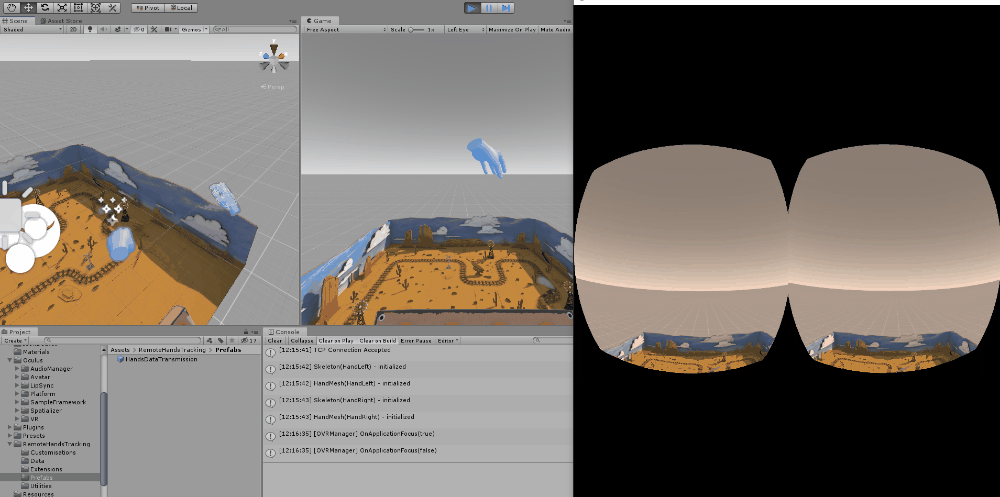 Pivot Local
Scene Asset Store
Shaded 2D 0 Gizmos All
Persp
Game
Free Aspect Scale 1x Left Eye Maximize On Play Mute Audio
Project
Create
17
Materials
Oculus
AudioManager
Avatar
LipSync
Platform
SampleFramework
Spatializer
VR
Plugins
Presets
RemoteHandsTracking
Customisations
Data
Extensions
Prefabs
Utilities
Resources
Assets RemoteHandsTracking Prefabs
HandsDataTransmission
Console
Clear Collapse Clear on Play Clear on Build Error Pause Editor
[12:15:41] TCP Connection Accepted
[12:15:42] Skeleton(HandLeft) - initialized
[12:15:42] HandMesh(HandLeft) - initialized
[12:15:43] Skeleton(HandRight) - initialized
[12:15:43] HandMesh(HandRight) - initialized
[12:16:35] [OVRManager] OnApplicationFocus(true)
[12:16:35] [OVRManager] OnApplicationFocus(false)